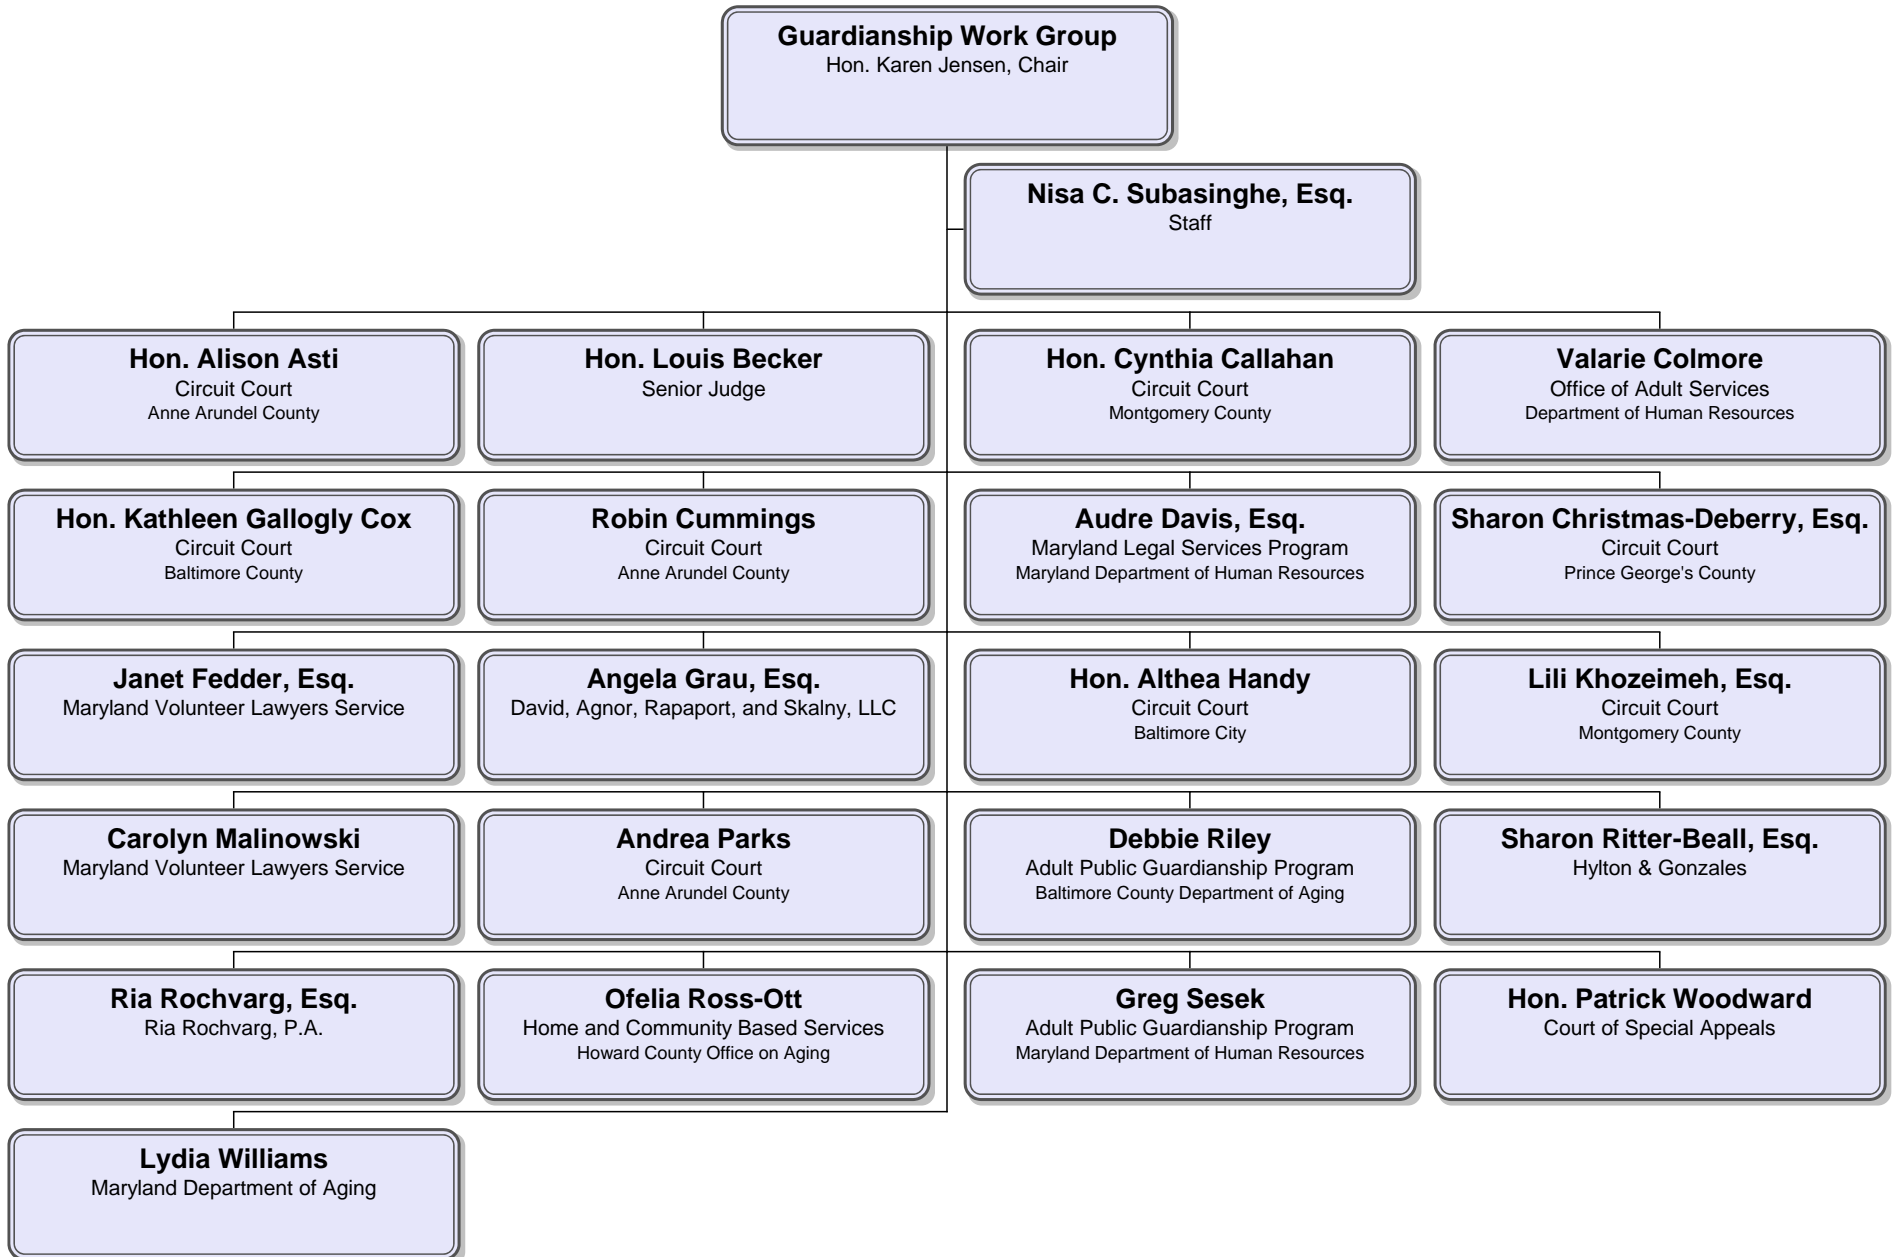 Guardianship Work Group
Hon. Karen Jensen, Chair
Nisa C. Subasinghe, Esq.
Staff
Hon. Alison Asti
Circuit Court
Anne Arundel County
Hon. Louis Becker
Senior Judge
Hon. Cynthia Callahan
Circuit Court
Montgomery County
Valarie Colmore
Office of Adult Services
Department of Human Resources
Hon. Kathleen Gallogly Cox
Circuit Court
Baltimore County
Robin Cummings
Circuit Court
Anne Arundel County
Audre Davis, Esq.
Maryland Legal Services Program
Maryland Department of Human Resources
Sharon Christmas-Deberry, Esq.
Circuit Court
Prince George's County
Janet Fedder, Esq.
Maryland Volunteer Lawyers Service
Angela Grau, Esq.
David, Agnor, Rapaport, and Skalny, LLC
Hon. Althea Handy
Circuit Court
Baltimore City
Lili Khozeimeh, Esq.
Circuit Court
Montgomery County
Carolyn Malinowski
Maryland Volunteer Lawyers Service
Andrea Parks
Circuit Court
Anne Arundel County
Debbie Riley
Adult Public Guardianship Program
Baltimore County Department of Aging
Sharon Ritter-Beall, Esq.
Hylton & Gonzales
Ria Rochvarg, Esq.
Ria Rochvarg, P.A.
Ofelia Ross-Ott
Home and Community Based Services
Howard County Office on Aging
Greg Sesek
Adult Public Guardianship Program
Maryland Department of Human Resources
Hon. Patrick Woodward
Court of Special Appeals
Lydia Williams
Maryland Department of Aging